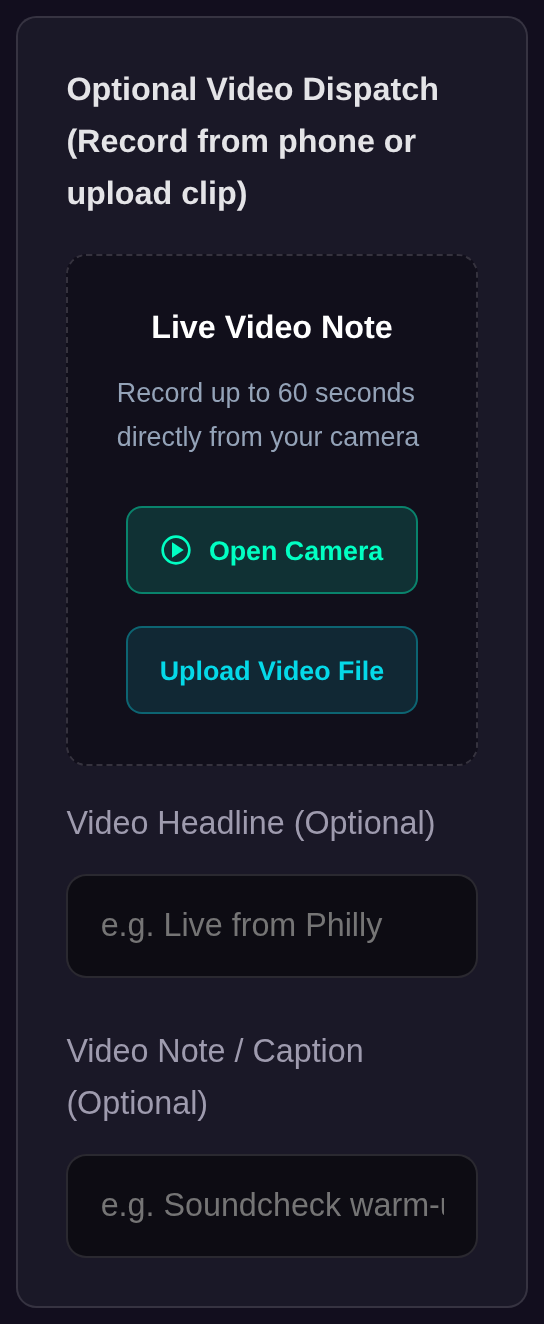 Optional Video Dispatch
(Record from phone or
upload clip)
Live Video Note
Record up to 60 seconds
directly from your camera
Open Camera
Upload Video File
Video Headline (Optional)
e.g. Live from Philly
Video Note / Caption
(Optional)
e.g. Soundcheck